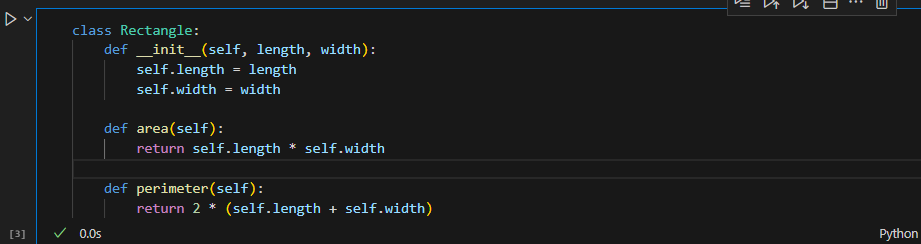 class Rectangle:
    def __init__(self, length, width):
        self.length = length
        self.width = width
    def area(self):
        return self.length * self.width
    def perimeter(self):
        return 2 * (self.length + self.width)
[3] 0.0s Python